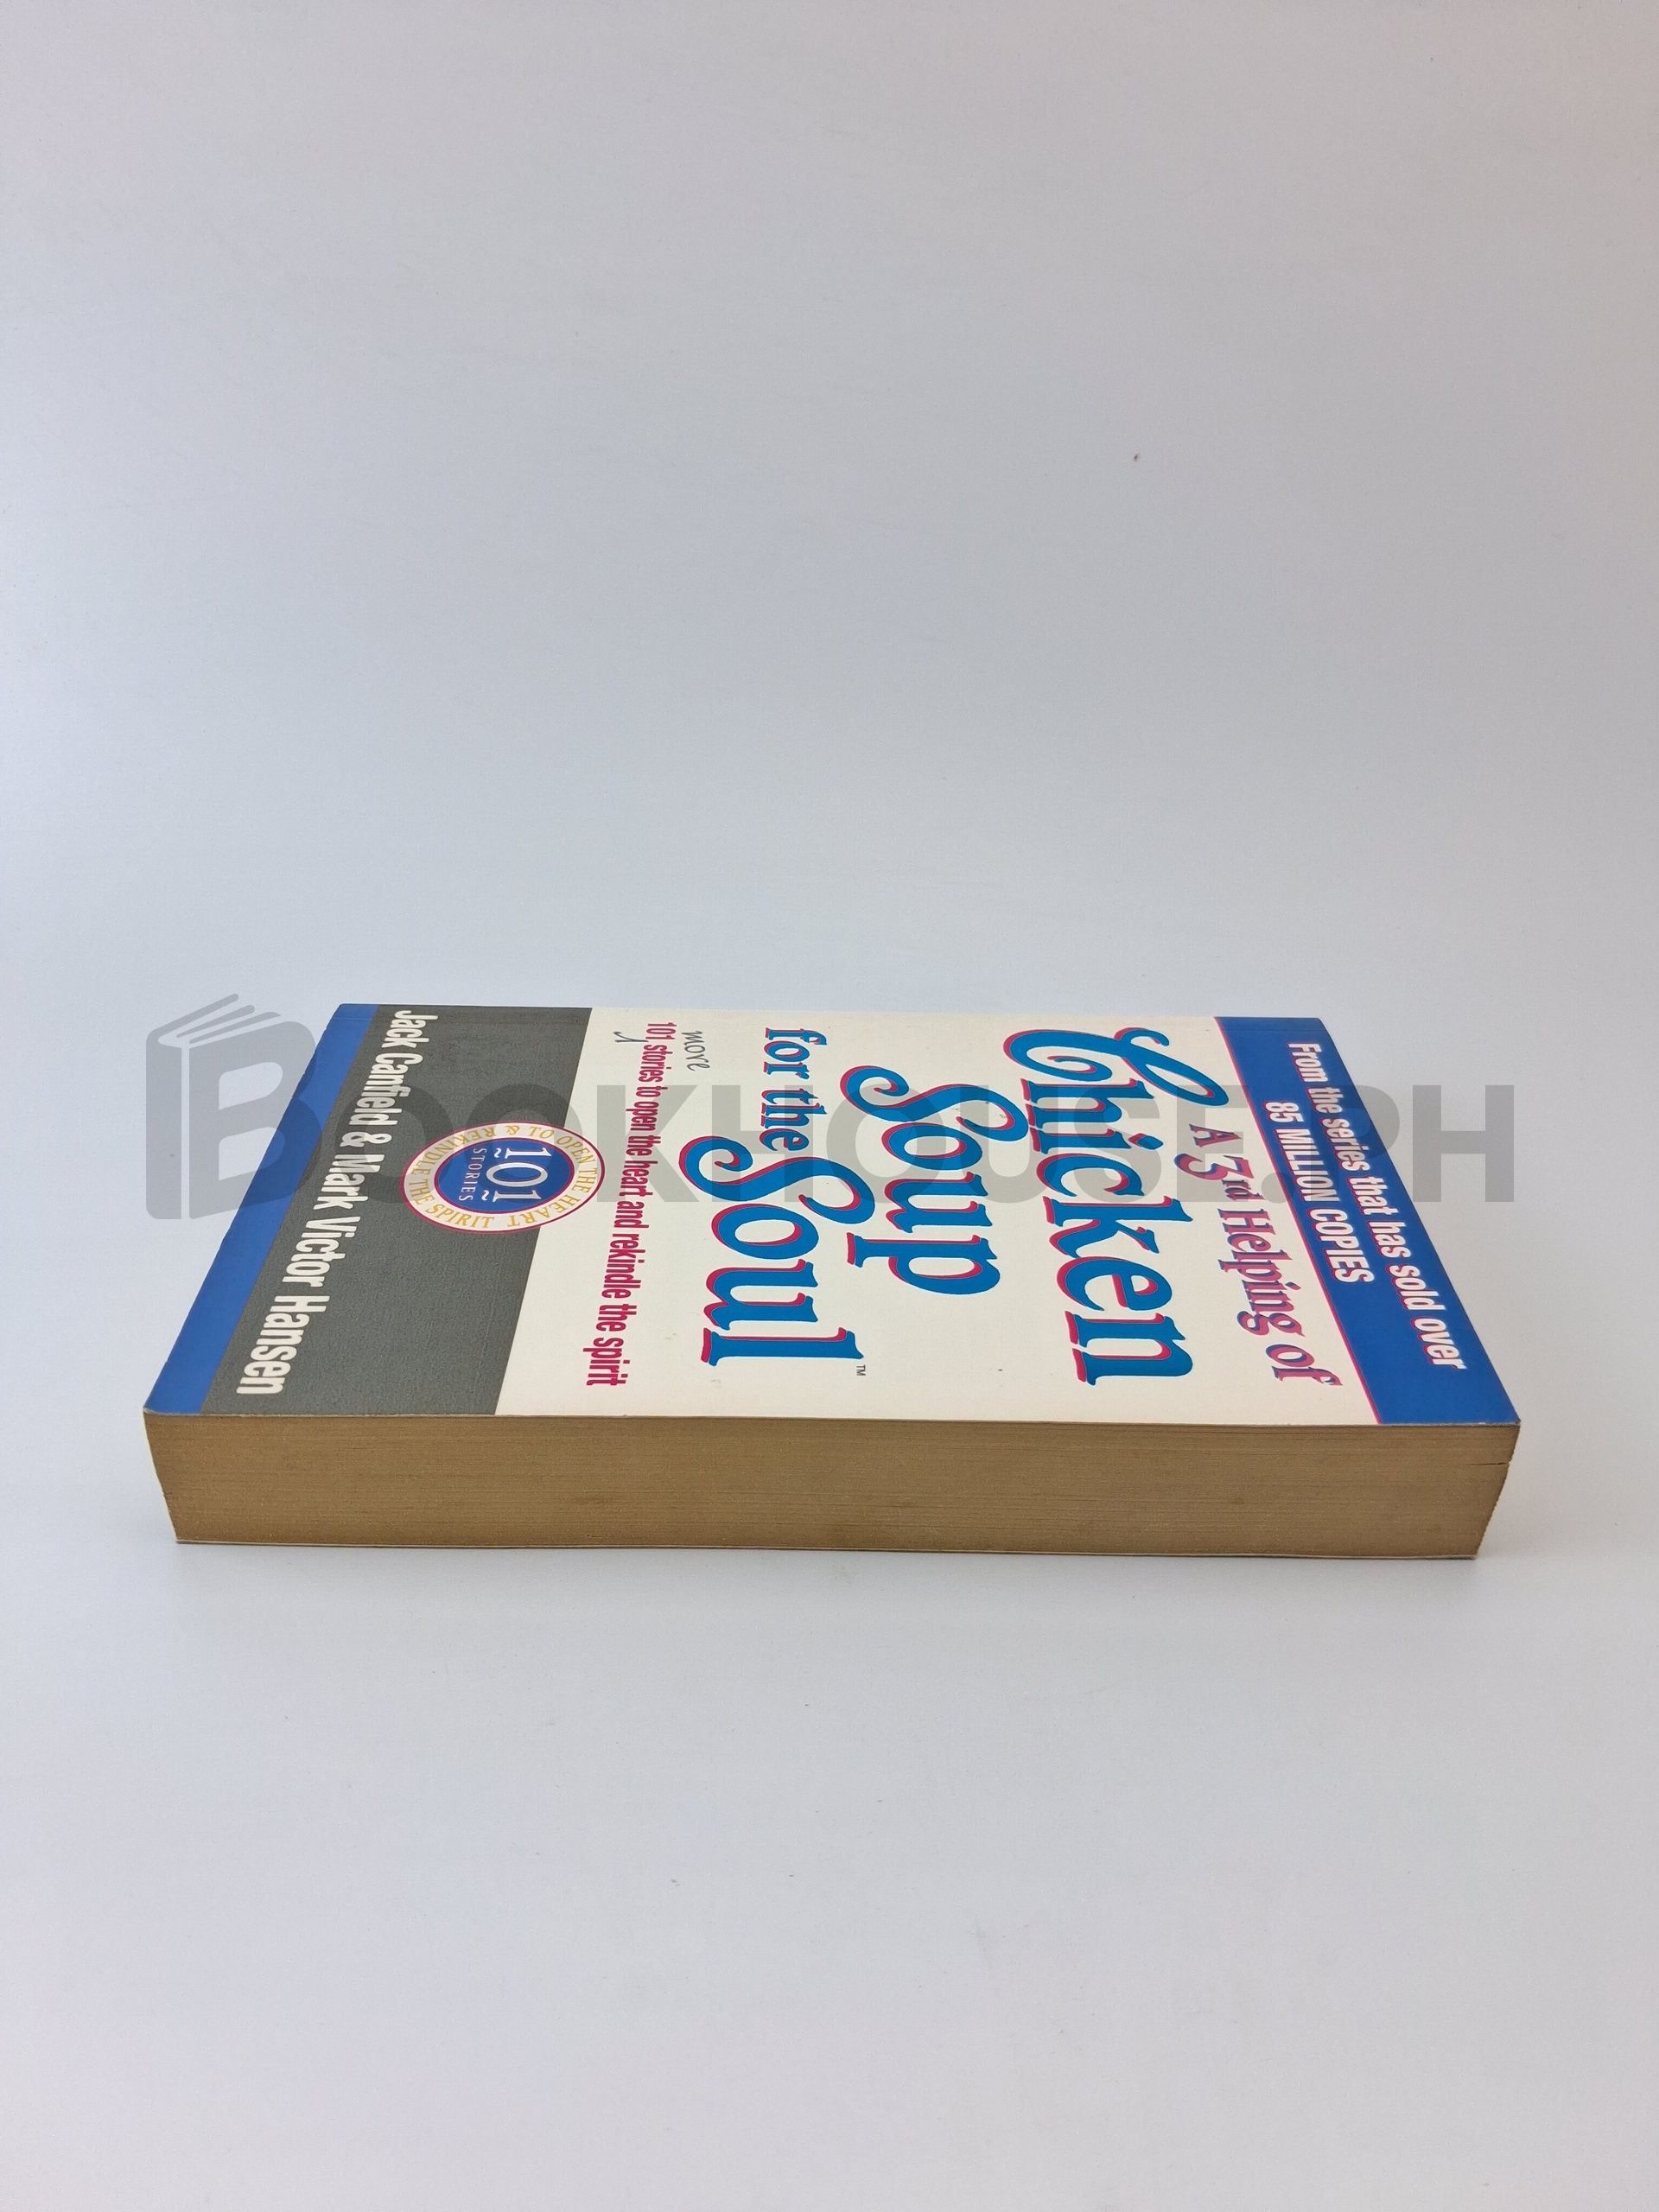 From the series that has sold over
85 MILLION COPIES
A 3rd Helping of
Chicken
Soup
for the Soul™
more
101 stories to open the heart and rekindle the spirit
TO OPEN THE HEART
& REKINDLE THE SPIRIT
101
STORIES
Jack Canfield & Mark Victor Hansen
BOOKHOUSE.PH